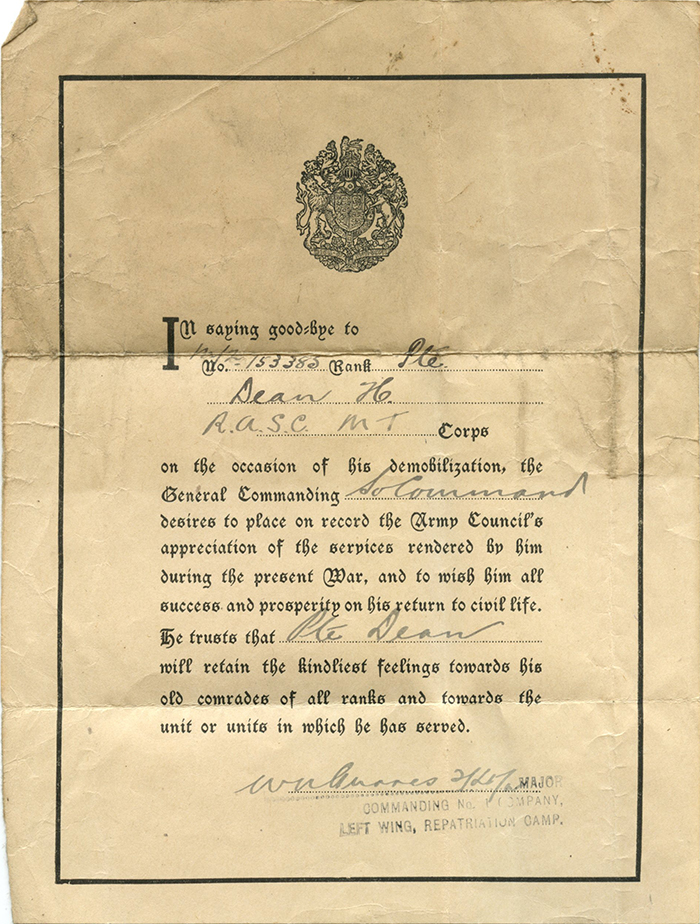 In saying good-bye to
No. 153383 Rank Pte
Dean H.
R.A.S.C. M T Corps
on the occasion of his demobilization, the
General Commanding So Command
desires to place on record the Army Council's
appreciation of the services rendered by him
during the present War, and to wish him all
success and prosperity on his return to civil life.
He trusts that Pte Dean
will retain the kindliest feelings towards his
old comrades of all ranks and towards the
unit or units in which he has served.
MAJOR
COMMANDING No. 1 COMPANY,
LEFT WING, REPATRIATION CAMP.